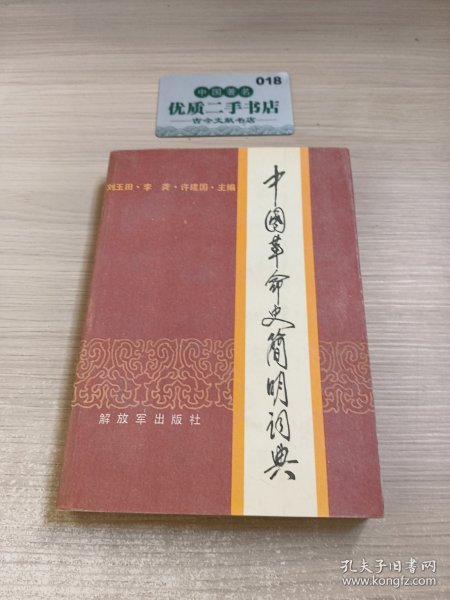 018
中国著名
优质二手书店
古今文献书店
刘玉田·李 龚·许建国·主编
中國革命史简明词典
解放军出版社
孔夫子旧书网
www.kongfz.com